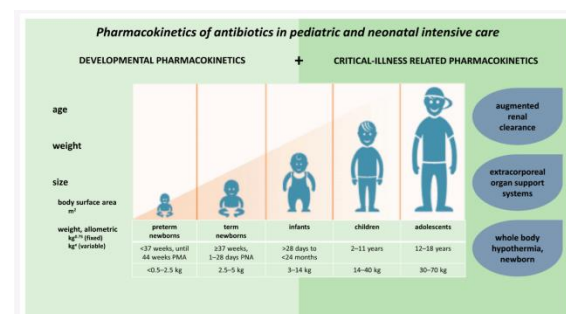 Pharmacokinetics of antibiotics in pediatric and neonatal intensive care
DEVELOPMENTAL PHARMACOKINETICS + CRITICAL-ILLNESS RELATED PHARMACOKINETICS
age
weight
size
body surface area
m²
weight, allometric
kg⁰·⁷⁵ (fixed)
kgˣ (variable)
preterm
newborns
<37 weeks, until
44 weeks PMA
<0.5–2.5 kg
term
newborns
≥37 weeks,
1–28 days PNA
2.5–5 kg
infants
>28 days to
<24 months
3–14 kg
children
2–11 years
14–40 kg
adolescents
12–18 years
30–70 kg
augmented
renal
clearance
extracorporeal
organ support
systems
whole body
hypothermia,
newborn